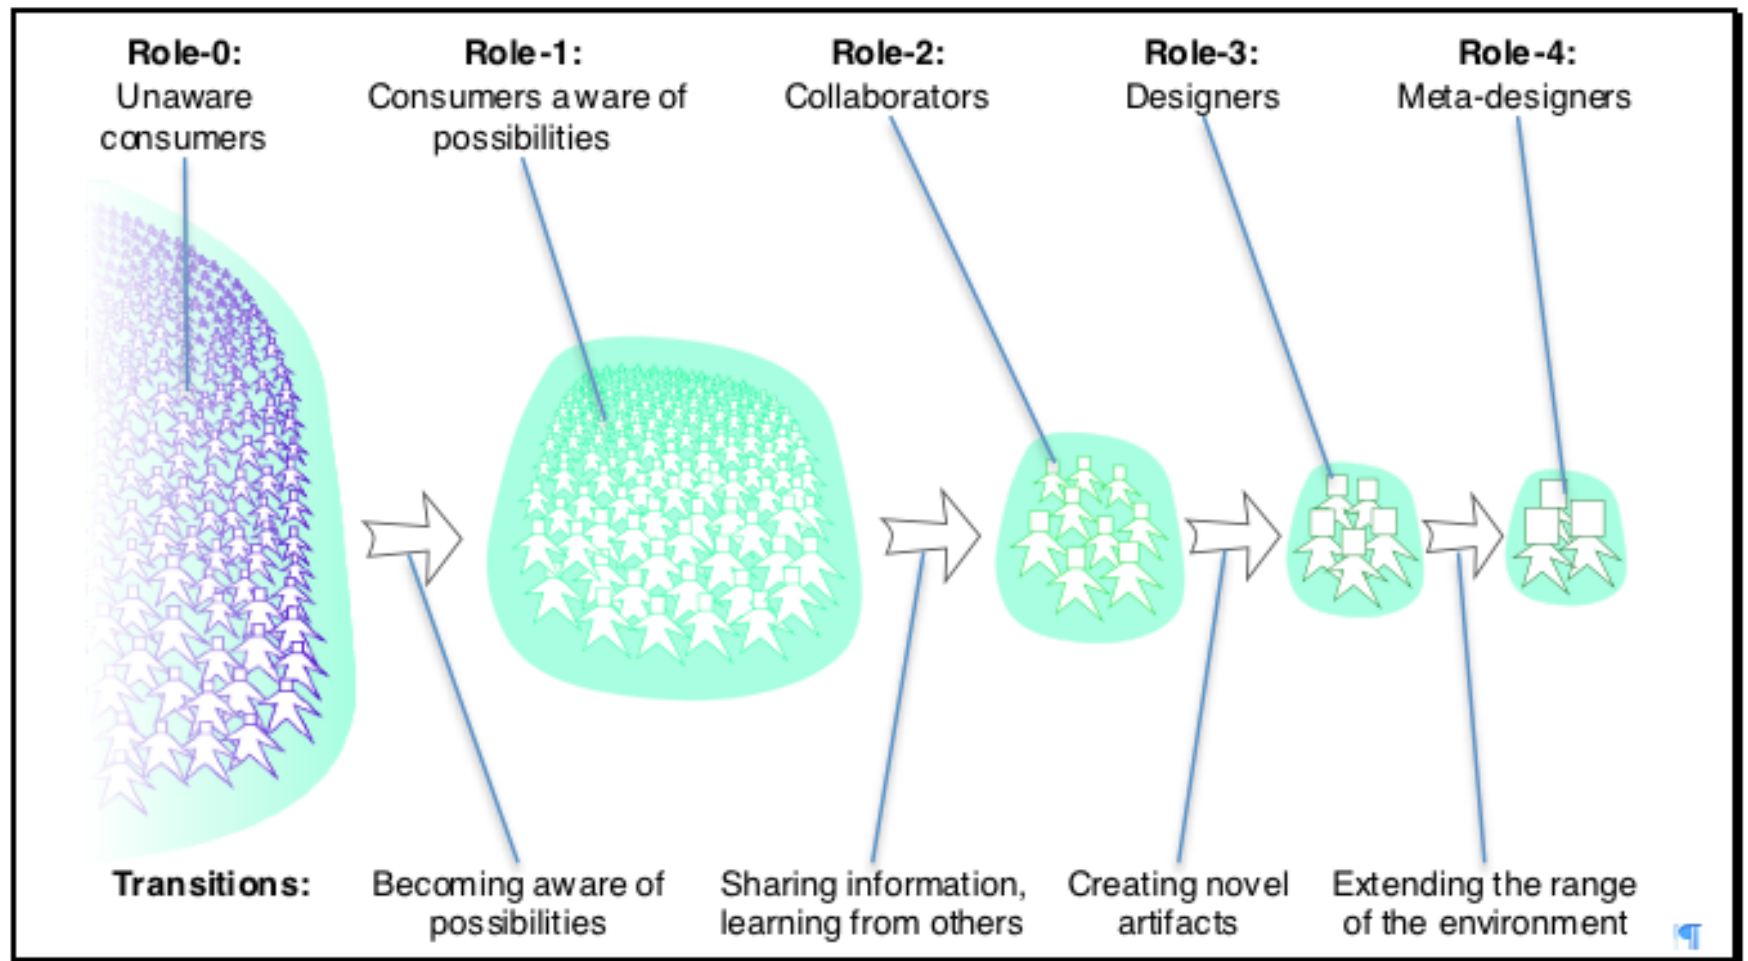 Role-0:
Unaware
consumers
Role-1:
Consumers aware of
possibilities
Role-2:
Collaborators
Role-3:
Designers
Role-4:
Meta-designers
Transitions:
Becoming aware of
possibilities
Sharing information,
learning from others
Creating novel
artifacts
Extending the range
of the environment
¶